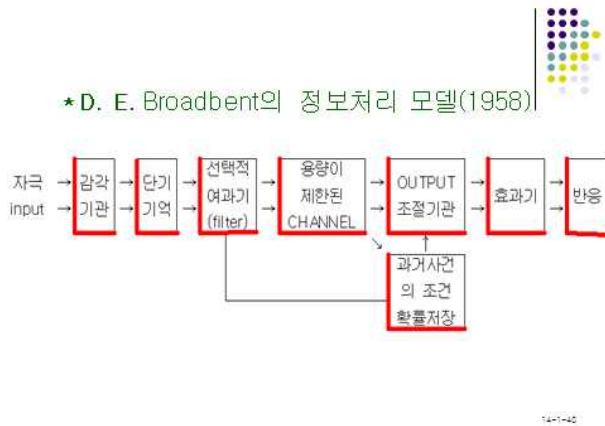 *D. E. Broadbent의 정보처리 모델(1958)
자극 → 감각 → 단기 → 선택적 여과기 (filter) → 용량이 제한된 CHANNEL → OUTPUT 조절기관 → 효과기 → 반응
input → 기관 → 기억
과거사건
의 조건
확률저장
14-1-40